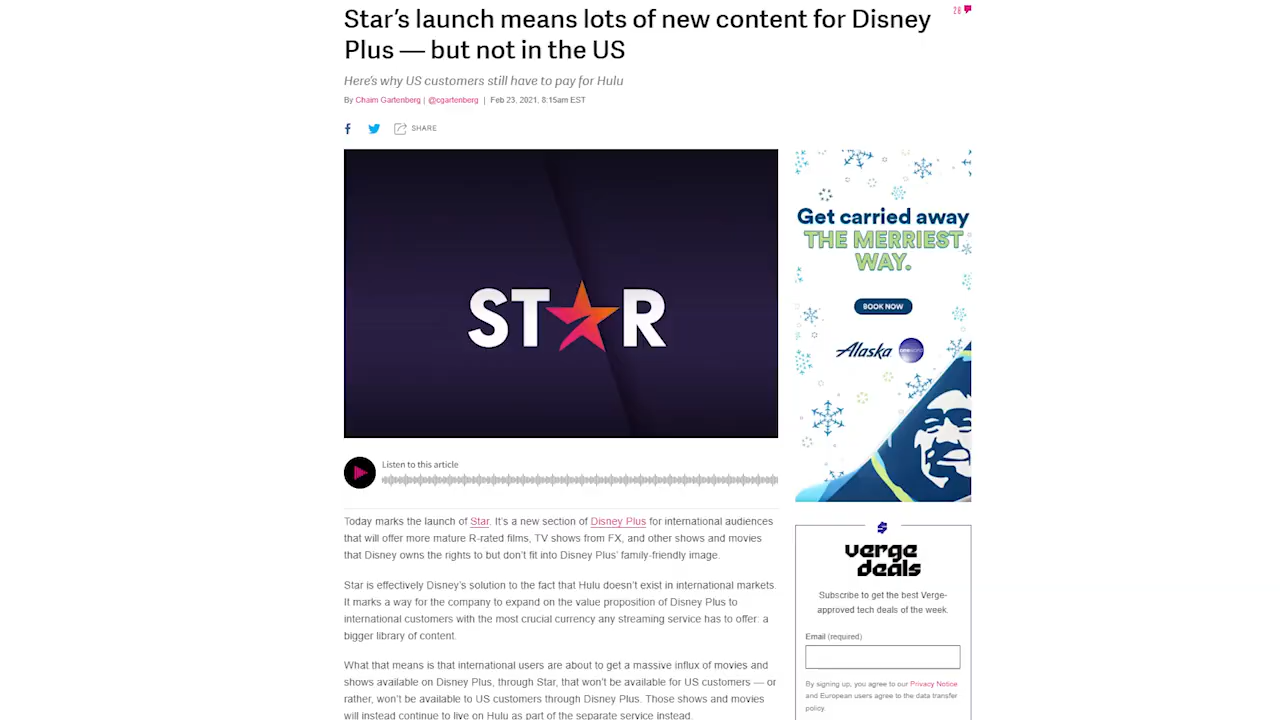 Star’s launch means lots of new content for Disney
Plus — but not in the US
28
Here’s why US customers still have to pay for Hulu
By Chaim Gartenberg | @cgartenberg | Feb 23, 2021, 8:15am EST
SHARE
STAR
Listen to this article
Today marks the launch of Star. It’s a new section of Disney Plus for international audiences
that will offer more mature R-rated films, TV shows from FX, and other shows and movies
that Disney owns the rights to but don’t fit into Disney Plus’ family-friendly image.
Star is effectively Disney’s solution to the fact that Hulu doesn’t exist in international markets.
It marks a way for the company to expand on the value proposition of Disney Plus to
international customers with the most crucial currency any streaming service has to offer: a
bigger library of content.
What that means is that international users are about to get a massive influx of movies and
shows available on Disney Plus, through Star, that won’t be available for US customers — or
rather, won’t be available to US customers through Disney Plus. Those shows and movies
will instead continue to live on Hulu as part of the separate service instead.
Get carried away
THE MERRIEST
WAY.
BOOK NOW
Alaska
verge
deals
Subscribe to get the best Verge-
approved tech deals of the week.
Email (required)
By signing up, you agree to our Privacy Notice
and European users agree to the data transfer
policy.